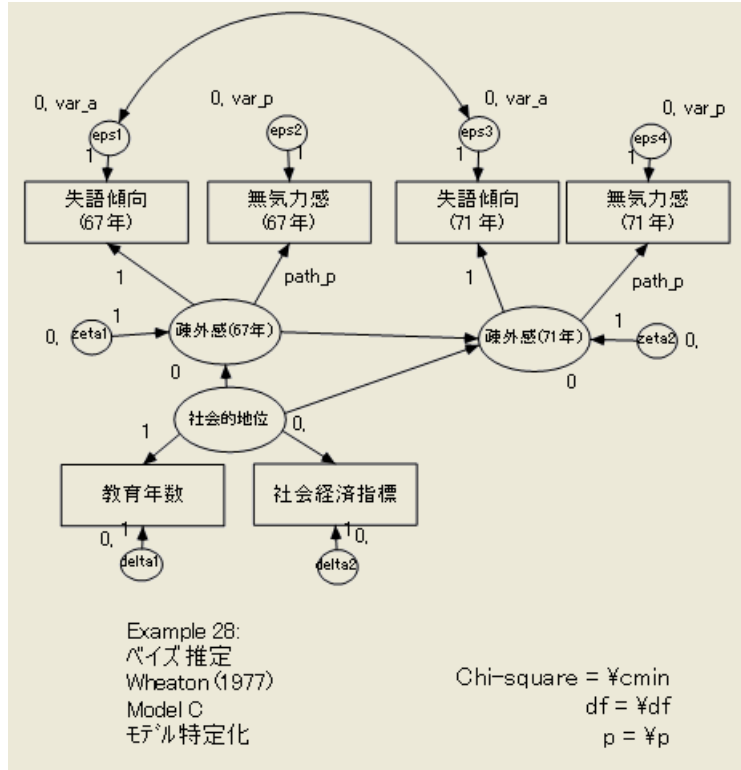 0, var_a
0, var_p
0, var_a
0, var_p
eps1
eps2
eps3
eps4
1
1
1
1
失語傾向
(67年)
無気力感
(67年)
失語傾向
(71年)
無気力感
(71年)
1
path_p
1
path_p
0,
zeta1
1
疎外感(67年)
疎外感(71年)
1
zeta2
0,
0
0
社会的地位
0,
1
教育年数
社会経済指標
0,
1
1
0,
delta1
delta2
Example 28:
ベイズ推定
Wheaton (1977)
Model C
モデル特定化
Chi-square = ¥cmin
df = ¥df
p = ¥p